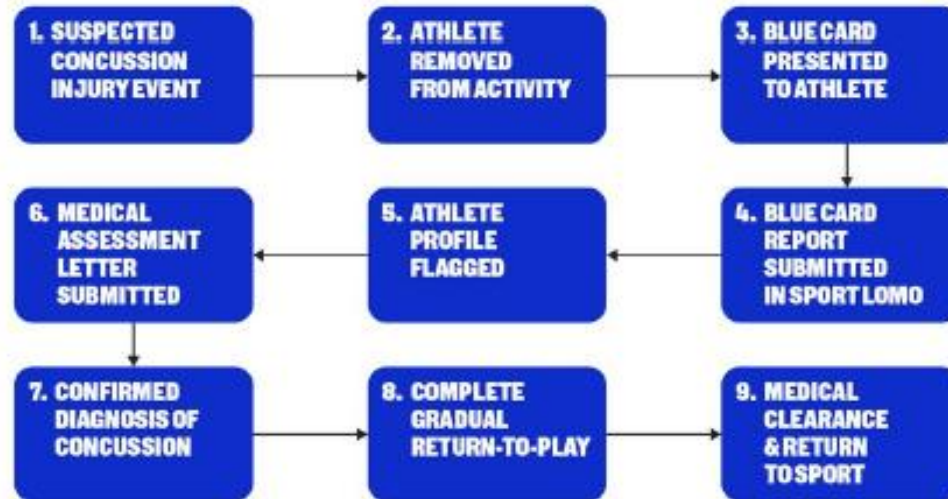 1. SUSPECTED
CONCUSSION
INJURY EVENT
2. ATHLETE
REMOVED
FROM ACTIVITY
3. BLUE CARD
PRESENTED
TO ATHLETE
4. BLUE CARD
REPORT
SUBMITTED
IN SPORT LOMO
5. ATHLETE
PROFILE
FLAGGED
6. MEDICAL
ASSESSMENT
LETTER
SUBMITTED
7. CONFIRMED
DIAGNOSIS OF
CONCUSSION
8. COMPLETE
GRADUAL
RETURN-TO-PLAY
9. MEDICAL
CLEARANCE
& RETURN
TO SPORT